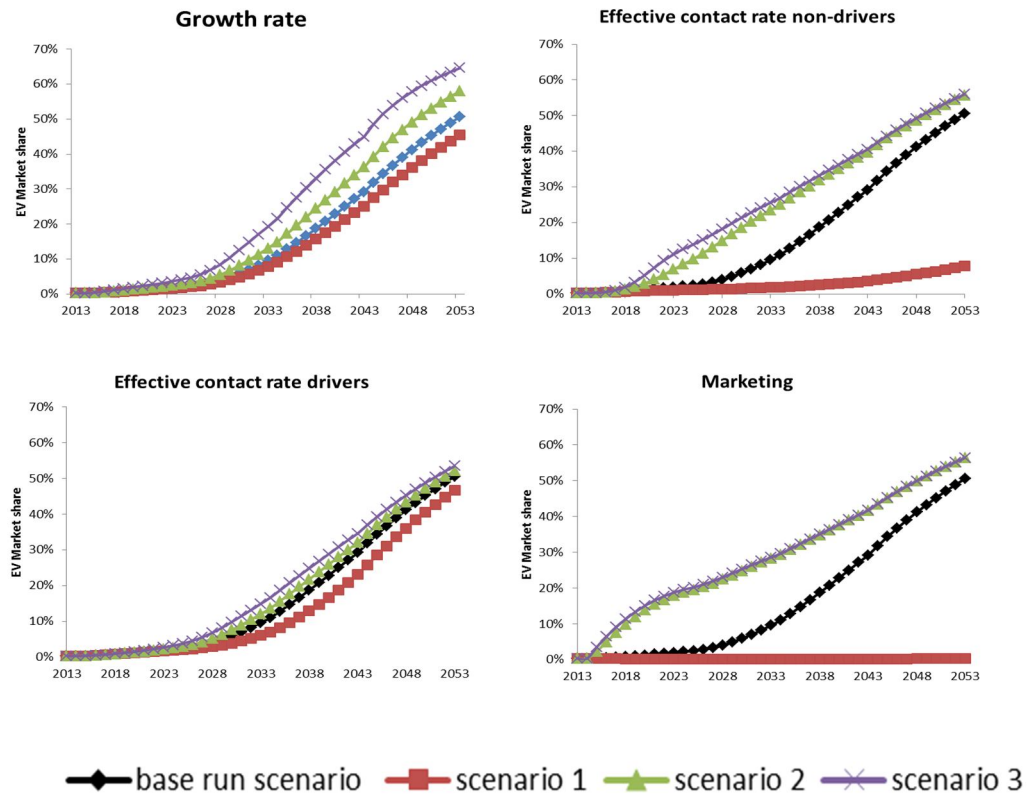 Growth rate
EV Market share
70%
60%
50%
40%
30%
20%
10%
0%
2013 2018 2023 2028 2033 2038 2043 2048 2053
Effective contact rate non-drivers
EV Market share
70%
60%
50%
40%
30%
20%
10%
0%
2013 2018 2023 2028 2033 2038 2043 2048 2053
Effective contact rate drivers
EV Market share
70%
60%
50%
40%
30%
20%
10%
0%
2013 2018 2023 2028 2033 2038 2043 2048 2053
Marketing
EV Market share
70%
60%
50%
40%
30%
20%
10%
0%
2013 2018 2023 2028 2033 2038 2043 2048 2053
base run scenario scenario 1 scenario 2 scenario 3